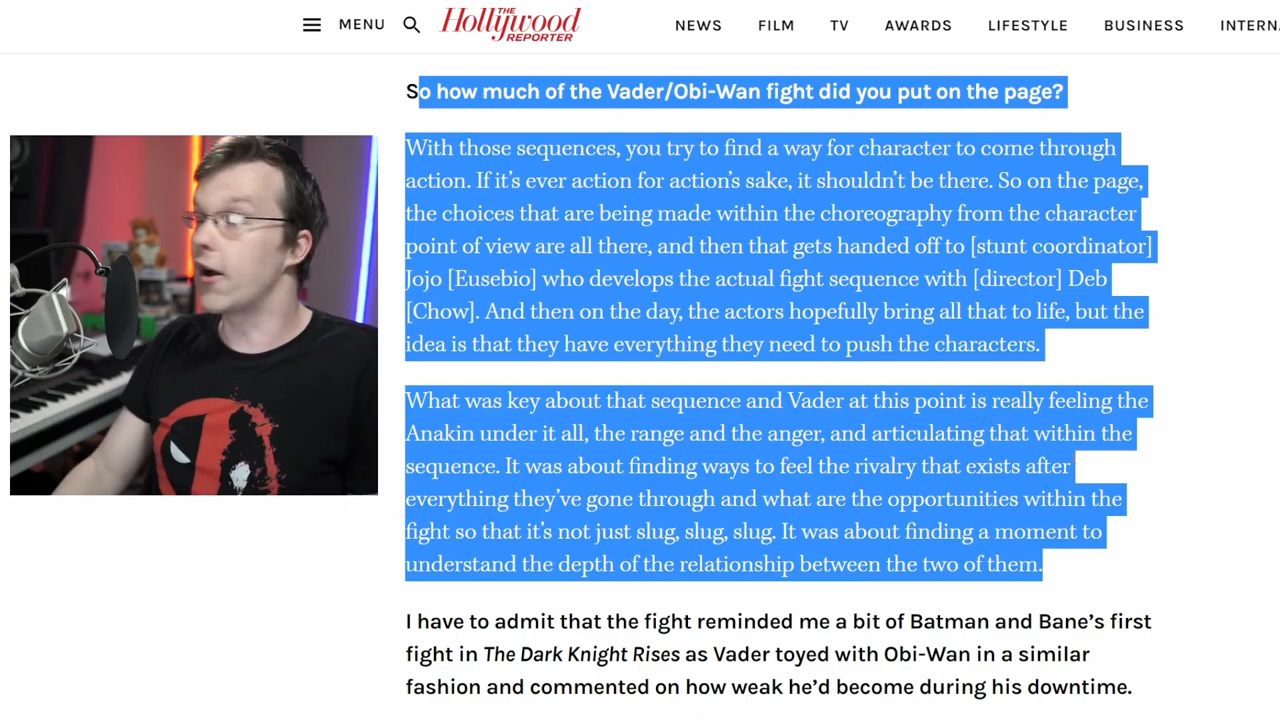 MENU
THE
Hollywood
REPORTER
NEWS FILM TV AWARDS LIFESTYLE BUSINESS INTERNA
So how much of the Vader/Obi-Wan fight did you put on the page?
With those sequences, you try to find a way for character to come through
action. If it’s ever action for action’s sake, it shouldn’t be there. So on the page,
the choices that are being made within the choreography from the character
point of view are all there, and then that gets handed off to [stunt coordinator]
Jojo [Eusebio] who develops the actual fight sequence with [director] Deb
[Chow]. And then on the day, the actors hopefully bring all that to life, but the
idea is that they have everything they need to push the characters.
What was key about that sequence and Vader at this point is really feeling the
Anakin under it all, the range and the anger, and articulating that within the
sequence. It was about finding ways to feel the rivalry that exists after
everything they’ve gone through and what are the opportunities within the
fight so that it’s not just slug, slug, slug. It was about finding a moment to
understand the depth of the relationship between the two of them.
I have to admit that the fight reminded me a bit of Batman and Bane’s first
fight in The Dark Knight Rises as Vader toyed with Obi-Wan in a similar
fashion and commented on how weak he’d become during his downtime.